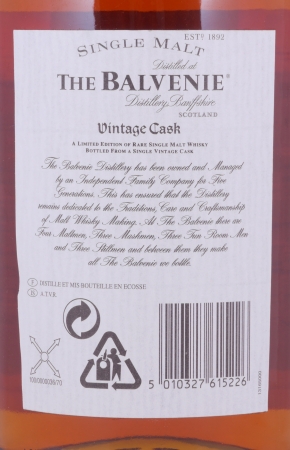 ESTD 1892
SINGLE MALT
Distilled at
THE BALVENIE®
Distillery, Banffshire
SCOTLAND
Vintage Cask
A LIMITED EDITION OF RARE SINGLE MALT WHISKY
BOTTLED FROM A SINGLE VINTAGE CASK
The Balvenie Distillery has been owned and Managed
by an Independent Family Company for Five
Generations. This has ensured that the Distillery
remains dedicated to the Traditions, Care and Craftsmanship
of Malt Whisky Making. At The Balvenie there are
Four Maltmen, Three Mashmen, Three Tun Room Men
and Three Stillmen and between them they make
all The Balvenie we bottle.
F DISTILLE ET MIS BOUTEILLE EN ECOSSE
A.T.V.R.
5 010327 615226